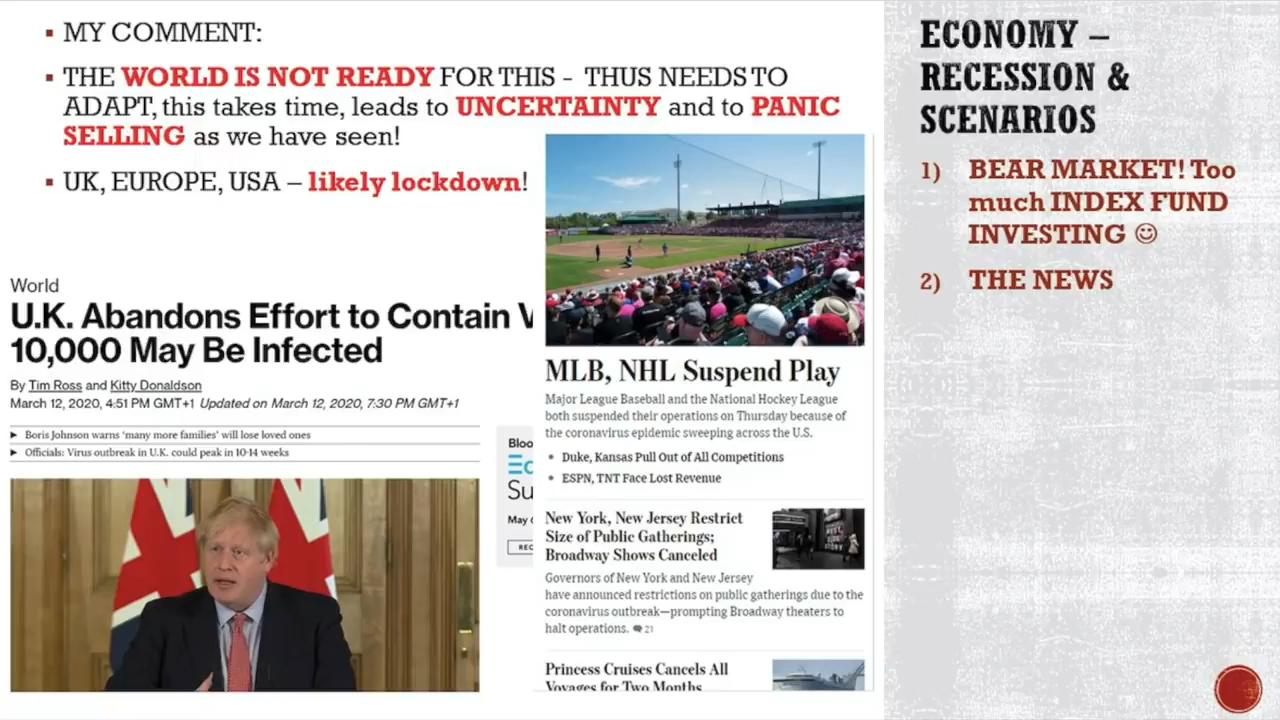 MY COMMENT:
THE WORLD IS NOT READY FOR THIS - THUS NEEDS TO
ADAPT, this takes time, leads to UNCERTAINTY and to PANIC
SELLING as we have seen!
UK, EUROPE, USA – likely lockdown!
World
U.K. Abandons Effort to Contain V
10,000 May Be Infected
By Tim Ross and Kitty Donaldson
March 12, 2020, 4:51 PM GMT+1 Updated on March 12, 2020, 7:30 PM GMT+1
Boris Johnson warns ‘many more families’ will lose loved ones
Officials: Virus outbreak in U.K. could peak in 10-14 weeks
Bloo
Su
May
REC
MLB, NHL Suspend Play
Major League Baseball and the National Hockey League
both suspended their operations on Thursday because of
the coronavirus epidemic sweeping across the U.S.
Duke, Kansas Pull Out of All Competitions
ESPN, TNT Face Lost Revenue
New York, New Jersey Restrict
Size of Public Gatherings;
Broadway Shows Canceled
Governors of New York and New Jersey
have announced restrictions on public gatherings due to the
coronavirus outbreak—prompting Broadway theaters to
halt operations. 21
Princess Cruises Cancels All
Voyages for Two Months
ECONOMY –
RECESSION &
SCENARIOS
1) BEAR MARKET! Too
much INDEX FUND
INVESTING ☺
2) THE NEWS